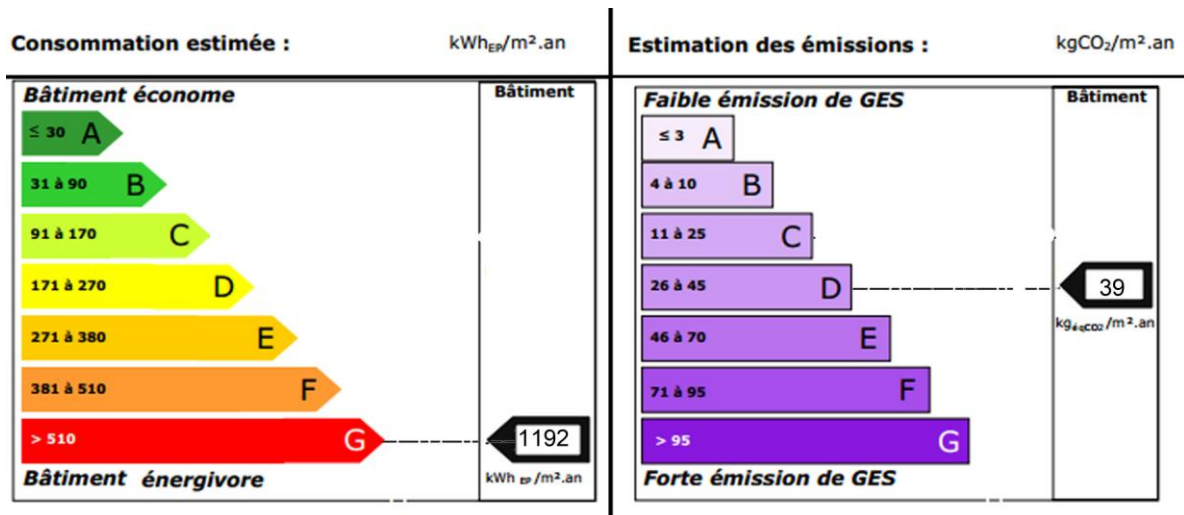 Consommation estimée : kWhEP/m².an
Bâtiment économe
Bâtiment
≤ 30 A
31 à 90 B
91 à 170 C
171 à 270 D
271 à 380 E
381 à 510 F
> 510 G
1192
kWh EP /m².an
Bâtiment énergivore
Estimation des émissions : kgCO₂/m².an
Faible émission de GES
Bâtiment
≤ 3 A
4 à 10 B
11 à 25 C
26 à 45 D
39
kgéqCO2/m².an
46 à 70 E
71 à 95 F
> 95 G
Forte émission de GES